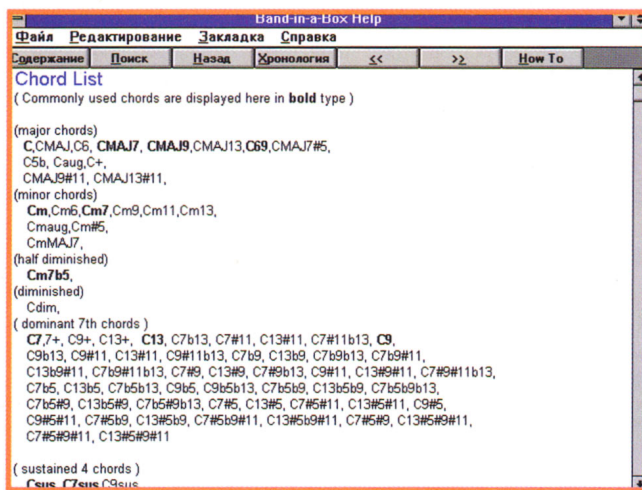 Band-in-a-Box Help
Файл Редактирование Закладка Справка
Содержание Поиск Назад Хронология << >> How To
Chord List
( Commonly used chords are displayed here in bold type )
(major chords)
C,CMAJ,C6, CMAJ7, CMAJ9,CMAJ13,C69,CMAJ7#5,
C5b, Caug,C+,
CMAJ9#11, CMAJ13#11,
(minor chords)
Cm,Cm6,Cm7,Cm9,Cm11,Cm13,
Cmaug,Cm#5,
CmMAJ7,
(half diminished)
Cm7b5,
(diminished)
Cdim,
( dominant 7th chords )
C7,7+, C9+, C13+, C13, C7b13, C7#11, C13#11, C7#11b13, C9,
C9b13, C9#11, C13#11, C9#11b13, C7b9, C13b9, C7b9b13, C7b9#11,
C13b9#11, C7b9#11b13, C7#9, C13#9, C7#9b13, C9#11, C13#9#11, C7#9#11b13,
C7b5, C13b5, C7b5b13, C9b5, C9b5b13, C7b5b9, C13b5b9, C7b5b9b13,
C7b5#9, C13b5#9, C7b5#9b13, C7#5, C13#5, C7#5#11, C13#5#11, C9#5,
C9#5#11, C7#5b9, C13#5b9, C7#5b9#11, C13#5b9#11, C7#5#9, C13#5#9#11,
C7#5#9#11, C13#5#9#11
( sustained 4 chords )
Csus, C7sus,C9sus